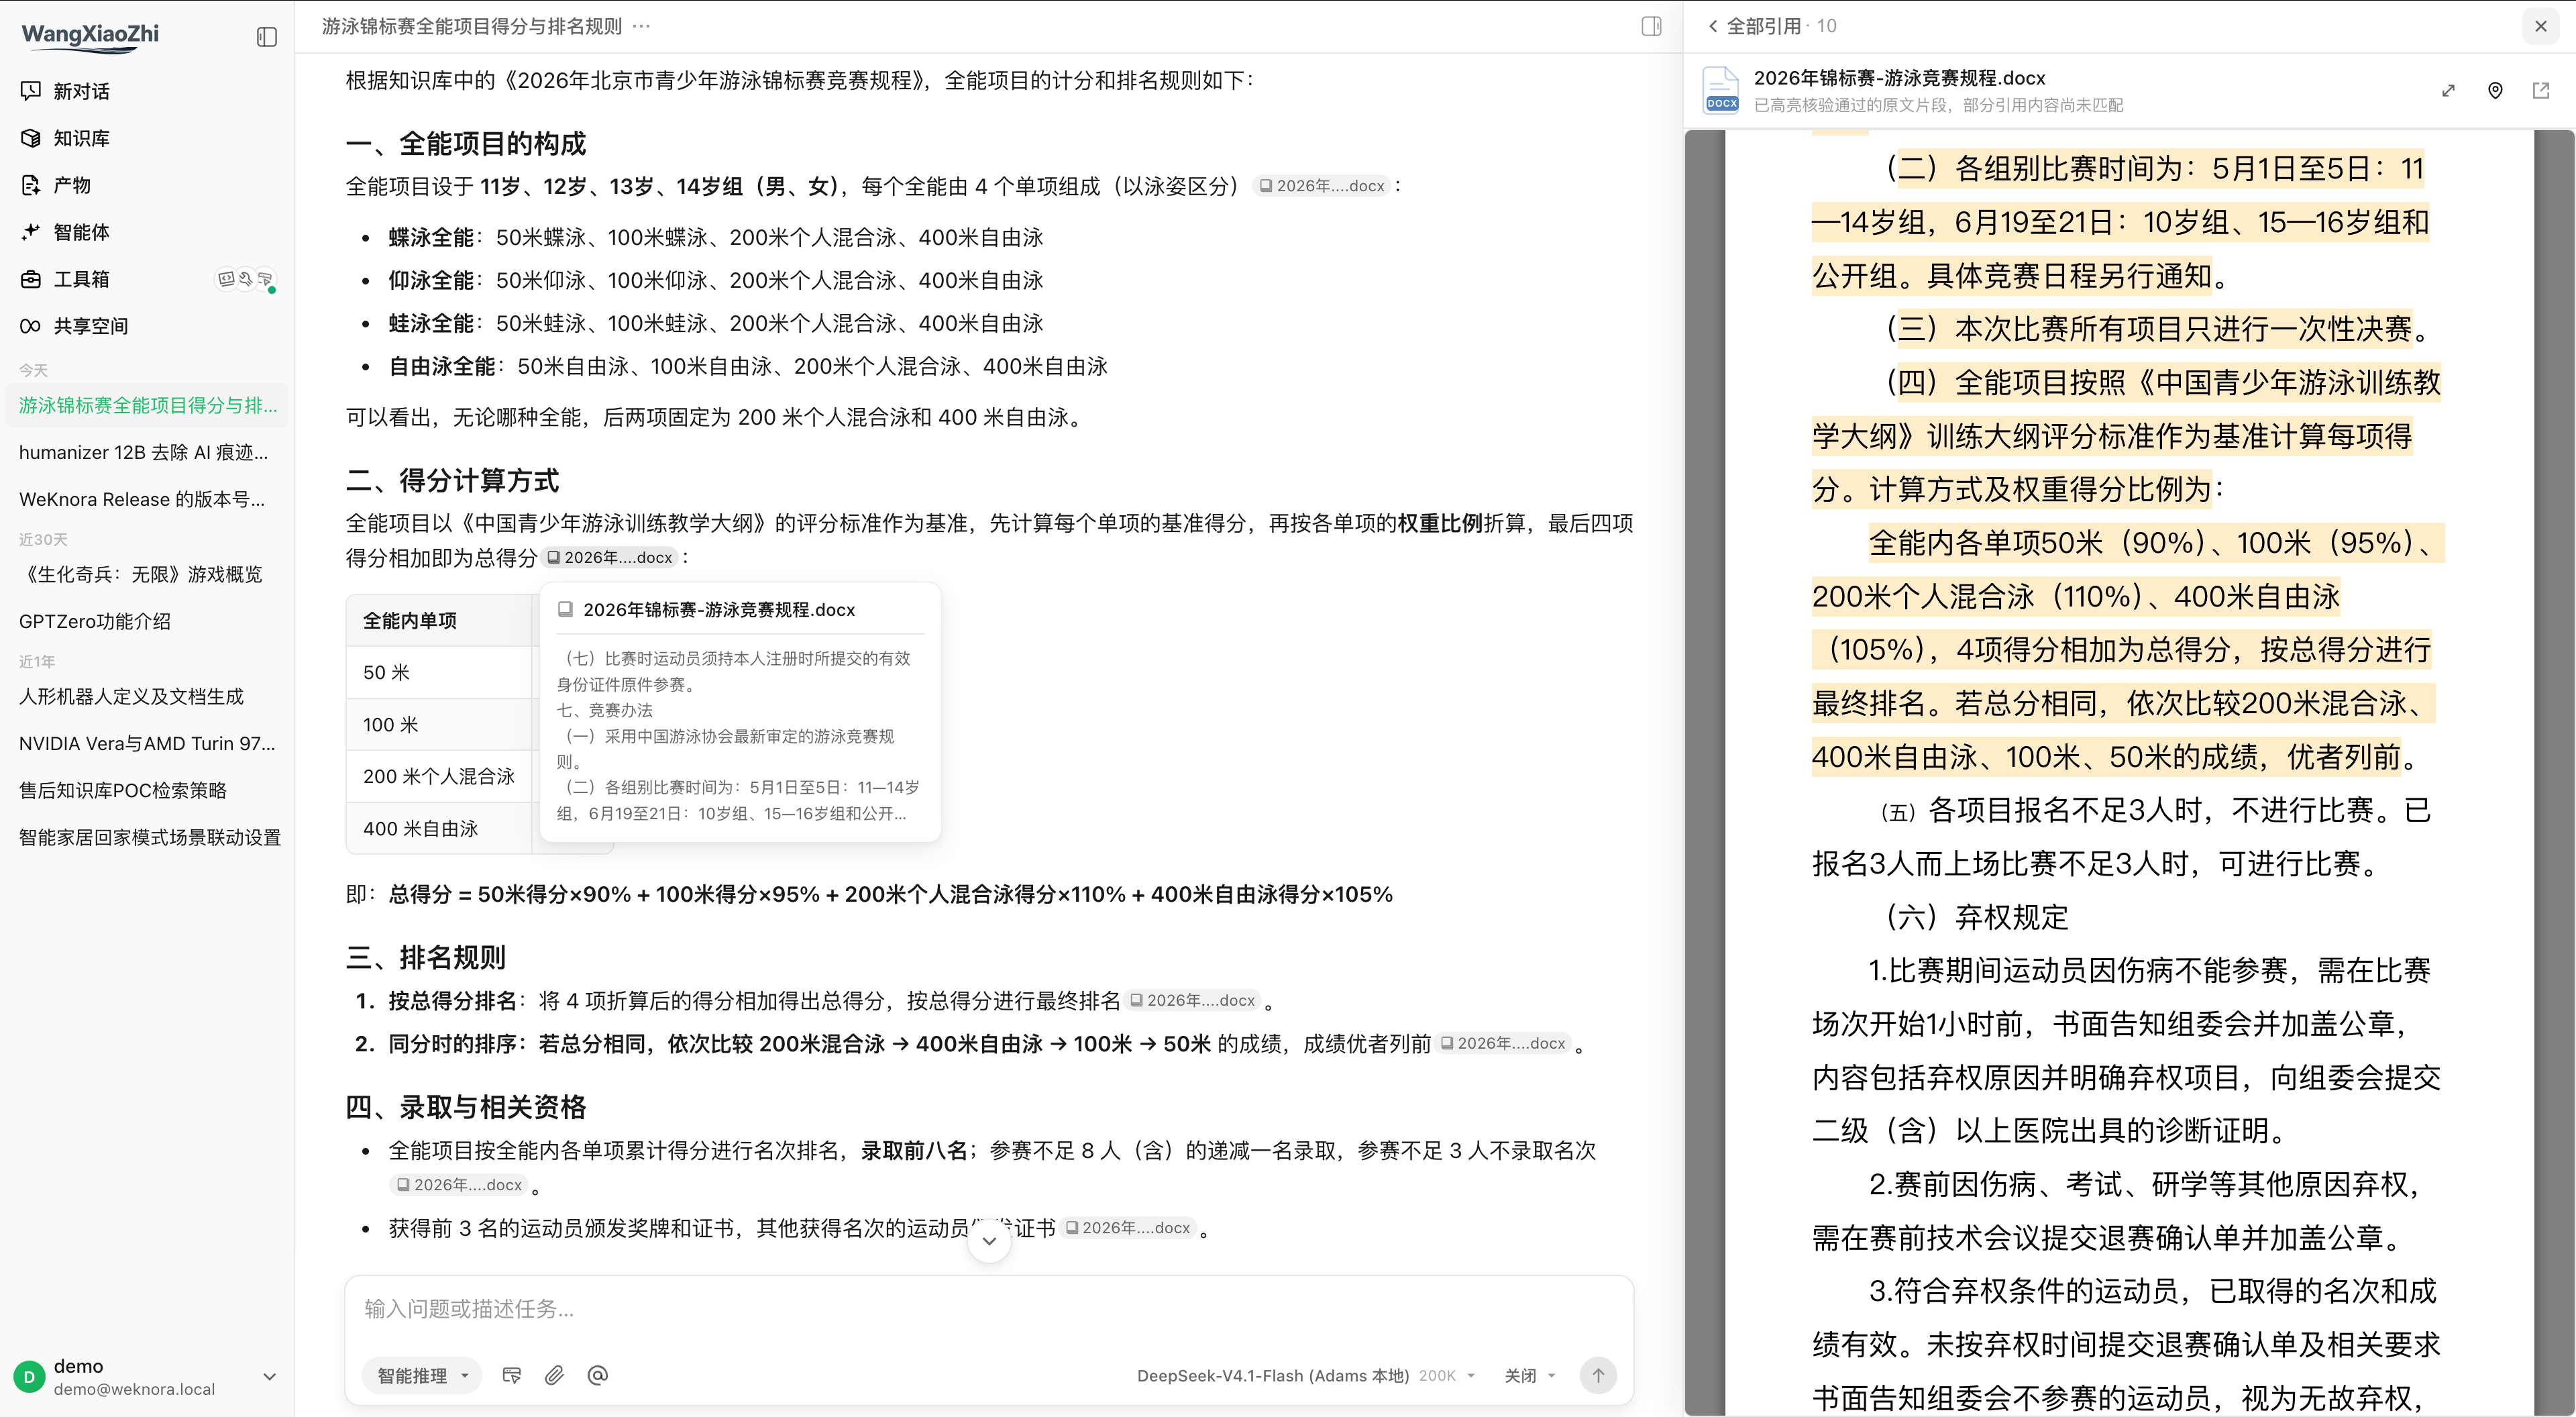 WangXiaoZhi
新对话
知识库
产物
智能体
工具箱
共享空间
今天
游泳锦标赛全能项目得分与排...
humanizer 12B 去除 AI 痕迹...
WeKnora Release 的版本号...
近30天
《生化奇兵：无限》游戏概览
GPTZero功能介绍
近1年
人形机器人定义及文档生成
NVIDIA Vera与AMD Turin 97...
售后知识库POC检索策略
智能家居回家模式场景联动设置
D
demo
demo@weknora.local
游泳锦标赛全能项目得分与排名规则 ···
根据知识库中的《2026年北京市青少年游泳锦标赛竞赛规程》，全能项目的计分和排名规则如下：
一、全能项目的构成
全能项目设于 11岁、12岁、13岁、14岁组（男、女），每个全能由 4 个单项组成（以泳姿区分） 2026年....docx ：
• 蝶泳全能：50米蝶泳、100米蝶泳、200米个人混合泳、400米自由泳
• 仰泳全能：50米仰泳、100米仰泳、200米个人混合泳、400米自由泳
• 蛙泳全能：50米蛙泳、100米蛙泳、200米个人混合泳、400米自由泳
• 自由泳全能：50米自由泳、100米自由泳、200米个人混合泳、400米自由泳
可以看出，无论哪种全能，后两项固定为 200 米个人混合泳和 400 米自由泳。
二、得分计算方式
全能项目以《中国青少年游泳训练教学大纲》的评分标准作为基准，先计算每个单项的基准得分，再按各单项的权重比例折算，最后四项
得分相加即为总得分 2026年....docx ：
全能内单项
50 米
100 米
200 米个人混合泳
400 米自由泳
2026年锦标赛-游泳竞赛规程.docx
（七）比赛时运动员须持本人注册时所提交的有效
身份证件原件参赛。
七、竞赛办法
（一）采用中国游泳协会最新审定的游泳竞赛规
则。
（二）各组别比赛时间为：5月1日至5日：11—14岁
组，6月19至21日：10岁组、15—16岁组和公开...
即：总得分 = 50米得分×90% + 100米得分×95% + 200米个人混合泳得分×110% + 400米自由泳得分×105%
三、排名规则
1. 按总得分排名：将 4 项折算后的得分相加得出总得分，按总得分进行最终排名 2026年....docx 。
2. 同分时的排序：若总分相同，依次比较 200米混合泳 → 400米自由泳 → 100米 → 50米 的成绩，成绩优者列前 2026年....docx 。
四、录取与相关资格
• 全能项目按全能内各单项累计得分进行名次排名，录取前八名；参赛不足 8 人（含）的递减一名录取，参赛不足 3 人不录取名次
2026年....docx 。
• 获得前 3 名的运动员颁发奖牌和证书，其他获得名次的运动员 证书 2026年....docx 。
输入问题或描述任务...
智能推理
DeepSeek-V4.1-Flash (Adams 本地) 200K
关闭
全部引用 · 10
DOCX
2026年锦标赛-游泳竞赛规程.docx
已高亮核验通过的原文片段，部分引用内容尚未匹配
（二）各组别比赛时间为：5月1日至5日：11
—14岁组，6月19至21日：10岁组、15—16岁组和
公开组。具体竞赛日程另行通知。
（三）本次比赛所有项目只进行一次性决赛。
（四）全能项目按照《中国青少年游泳训练教
学大纲》训练大纲评分标准作为基准计算每项得
分。计算方式及权重得分比例为：
全能内各单项50米（90%）、100米（95%）、
200米个人混合泳（110%）、400米自由泳
（105%），4项得分相加为总得分，按总得分进行
最终排名。若总分相同，依次比较200米混合泳、
400米自由泳、100米、50米的成绩，优者列前。
（五）各项目报名不足3人时，不进行比赛。已
报名3人而上场比赛不足3人时，可进行比赛。
（六）弃权规定
1.比赛期间运动员因伤病不能参赛，需在比赛
场次开始1小时前，书面告知组委会并加盖公章，
内容包括弃权原因并明确弃权项目，向组委会提交
二级（含）以上医院出具的诊断证明。
2.赛前因伤病、考试、研学等其他原因弃权，
需在赛前技术会议提交退赛确认单并加盖公章。
3.符合弃权条件的运动员，已取得的名次和成
绩有效。未按弃权时间提交退赛确认单及相关要求
书面告知组委会不参赛的运动员，视为无故弃权，